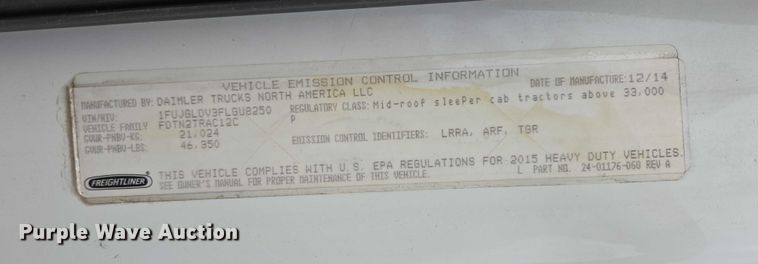 VEHICLE EMISSION CONTROL INFORMATION
MANUFACTURED BY: DAIMLER TRUCKS NORTH AMERICA LLC DATE OF MANUFACTURE: 12/14
VIN/NIV: 1FUJGLDV3FLGU8250 REGULATORY CLASS: Mid-roof sleeper cab tractors above 33,000
VEHICLE FAMILY FDTN2TRAC12C P
GVWR-PNBV-KG: 21,024 EMISSION CONTROL IDENTIFIERS: LRRA, ARF, TGR
GVWR-PNBV-LBS: 46,350
FREIGHTLINER THIS VEHICLE COMPLIES WITH U.S. EPA REGULATIONS FOR 2015 HEAVY DUTY VEHICLES.
SEE OWNER'S MANUAL FOR PROPER MAINTENANCE OF THIS VEHICLE. L PART NO. 24-01176-060 REV A
Purple Wave Auction